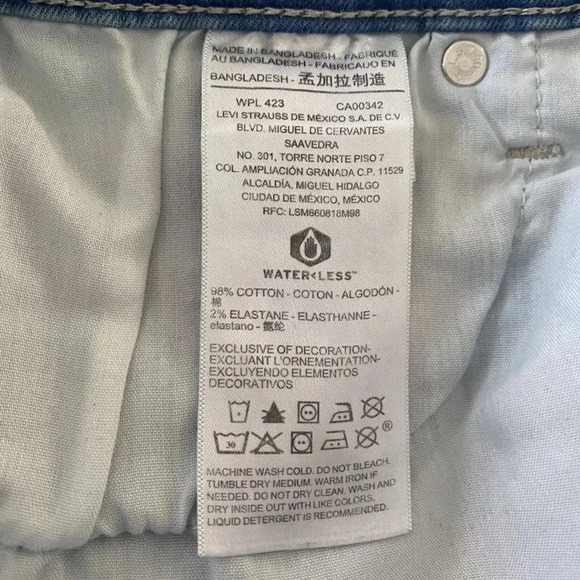 MADE IN BANGLADESH - FABRIQUÉ
AU BANGLADESH - FABRICADO EN
BANGLADESH - 孟加拉制造
WPL 423 CA00342
LEVI STRAUSS DE MÉXICO S.A. DE C.V.
BLVD. MIGUEL DE CERVANTES
SAAVEDRA
NO. 301, TORRE NORTE PISO 7
COL. AMPLIACIÓN GRANADA C.P. 11529
ALCALDÍA. MIGUEL HIDALGO
CIUDAD DE MÉXICO, MÉXICO
RFC: LSM660818M98
WATER<LESS™
98% COTTON - COTON - ALGODÓN -
棉
2% ELASTANE - ELASTHANNE -
elastano - 氨纶
EXCLUSIVE OF DECORATION-
EXCLUANT L'ORNEMENTATION-
EXCLUYENDO ELEMENTOS
DECORATIVOS
30 ®
MACHINE WASH COLD. DO NOT BLEACH.
TUMBLE DRY MEDIUM. WARM IRON IF
NEEDED. DO NOT DRY CLEAN. WASH AND
DRY INSIDE OUT WITH LIKE COLORS.
LIQUID DETERGENT IS RECOMMENDED.